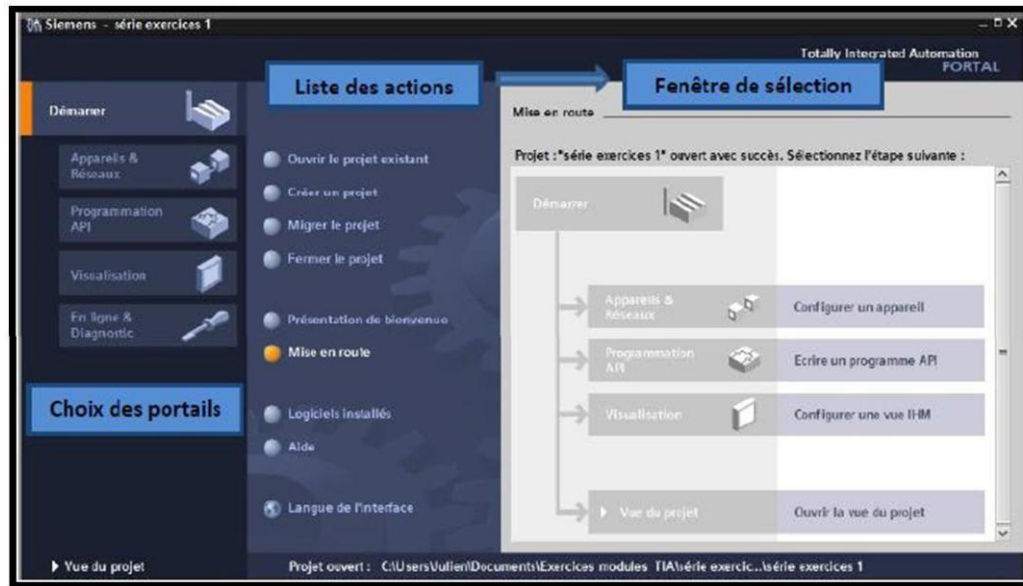 Siemens - série exercices 1
Totally Integrated Automation
PORTAL
Liste des actions
Fenêtre de sélection
Démarrer
Appareils &
Réseaux
Programmation
API
Visualisation
En ligne &
Diagnostic
Choix des portails
Vue du projet
Ouvrir le projet existant
Créer un projet
Migrer le projet
Fermer le projet
Présentation de bienvenue
Mise en route
Logiciels installés
Aide
Langue de l'interface
Mise en route
Projet :"série exercices 1" ouvert avec succès. Sélectionnez l'étape suivante :
Démarrer
Appareils &
Réseaux
Configurer un appareil
Programmation
API
Ecrire un programme API
Visualisation
Configurer une vue IHM
Vue du projet
Ouvrir la vue du projet
Projet ouvert : C:\Users\Julien\Documents\Exercices modules TIA\série exercic...\série exercices 1